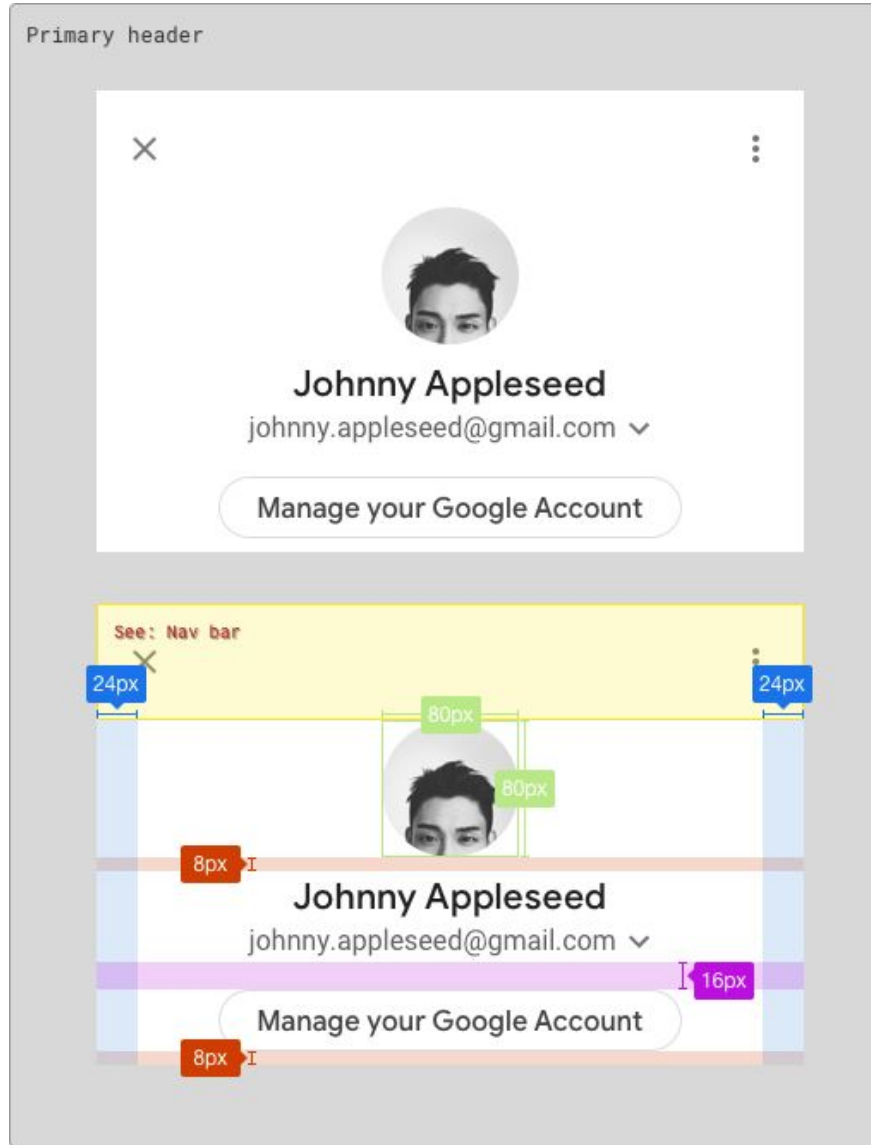 Primary header
Johnny Appleseed
johnny.appleseed@gmail.com
Manage your Google Account
See: Nav bar
24px
24px
80px
80px
8px
Johnny Appleseed
johnny.appleseed@gmail.com
16px
Manage your Google Account
8px